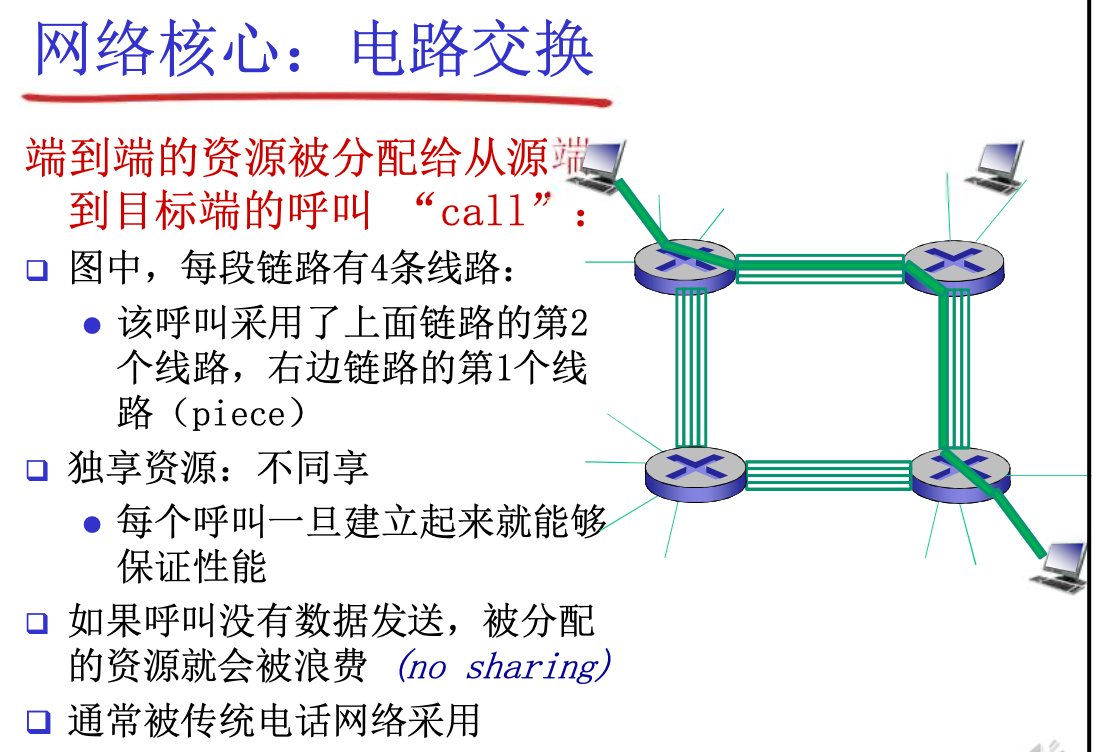 网络核心：电路交换
端到端的资源被分配给从源端
到目标端的呼叫 “call”：
图中，每段链路有4条线路：
该呼叫采用了上面链路的第2
个线路，右边链路的第1个线
路（piece）
独享资源：不同享
每个呼叫一旦建立起来就能够
保证性能
如果呼叫没有数据发送，被分配
的资源就会被浪费 (no sharing)
通常被传统电话网络采用